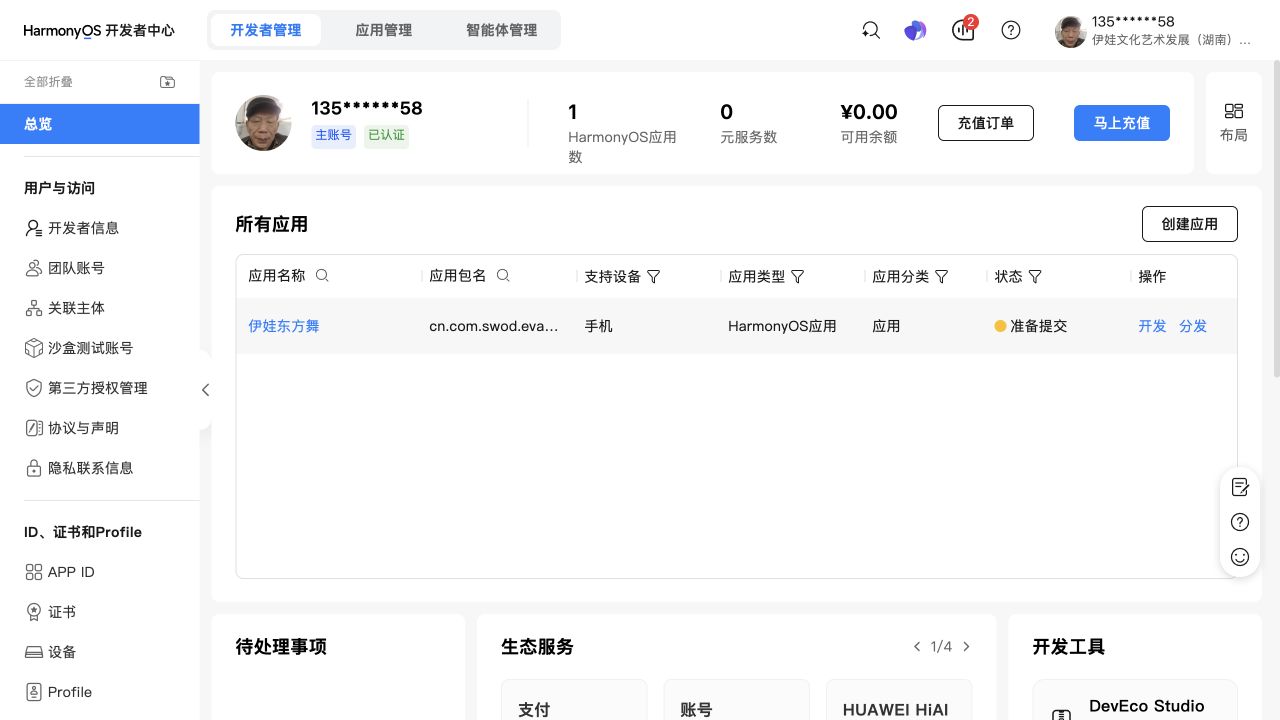 HarmonyOS 开发者中心
开发者管理
应用管理
智能体管理
2
135******58
伊娃文化艺术发展（湖南）...
全部折叠
总览
用户与访问
开发者信息
团队账号
关联主体
沙盒测试账号
第三方授权管理
协议与声明
隐私联系信息
ID、证书和Profile
APP ID
证书
设备
Profile
135******58
主账号
已认证
1
HarmonyOS应用
数
0
元服务数
¥0.00
可用余额
充值订单
马上充值
布局
所有应用
创建应用
应用名称
应用包名
支持设备
应用类型
应用分类
状态
操作
伊娃东方舞
cn.com.swod.eva...
手机
HarmonyOS应用
应用
准备提交
开发
分发
待处理事项
生态服务
1/4
支付
账号
HUAWEI HiAI
开发工具
DevEco Studio